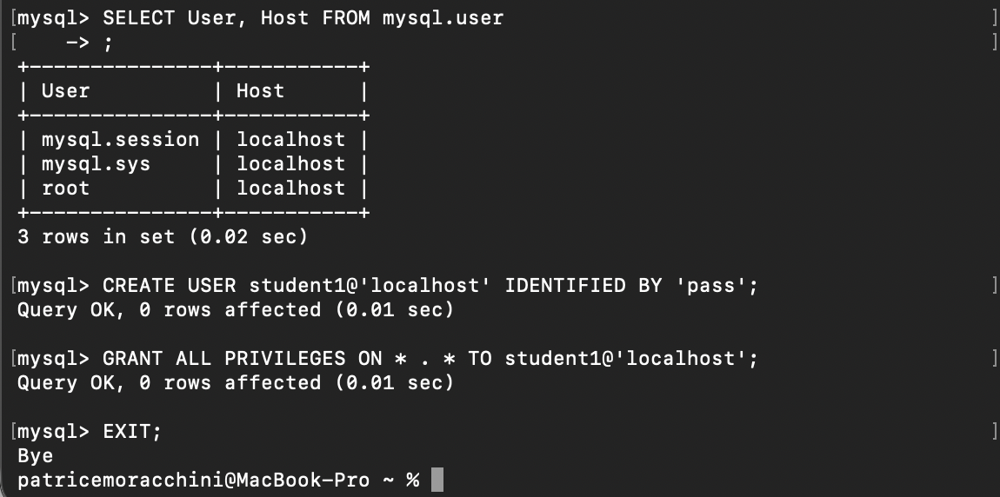 [mysql> SELECT User, Host FROM mysql.user ]
[    -> ; ]
+---------------+-----------+
| User          | Host      |
+---------------+-----------+
| mysql.session | localhost |
| mysql.sys     | localhost |
| root          | localhost |
+---------------+-----------+
3 rows in set (0.02 sec)
[mysql> CREATE USER student1@'localhost' IDENTIFIED BY 'pass'; ]
Query OK, 0 rows affected (0.01 sec)
[mysql> GRANT ALL PRIVILEGES ON * . * TO student1@'localhost'; ]
Query OK, 0 rows affected (0.01 sec)
[mysql> EXIT; ]
Bye
patricemoracchini@MacBook-Pro ~ %